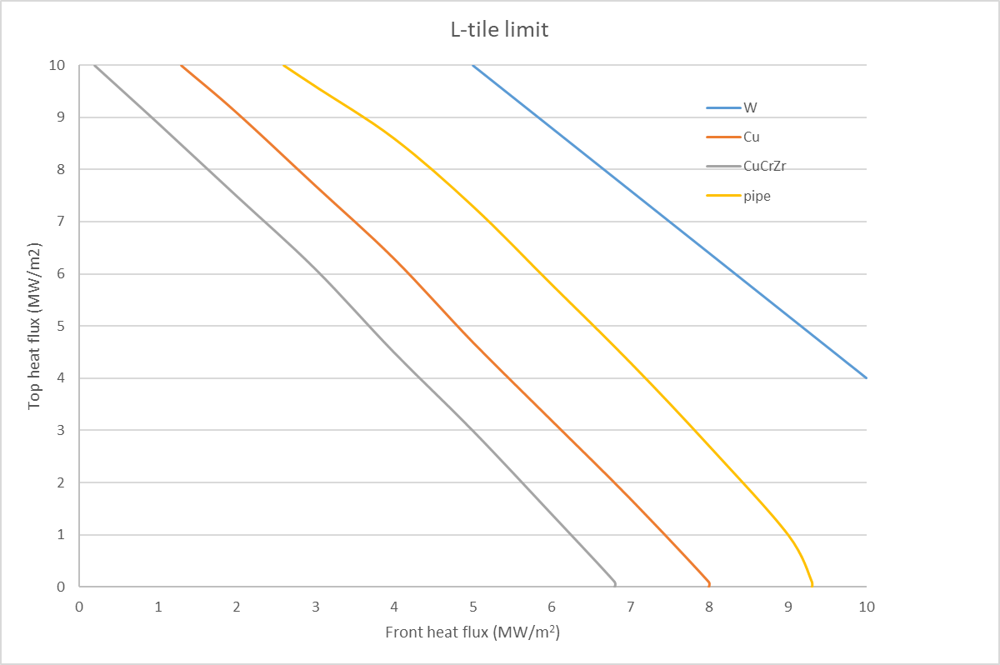 L-tile limit
10
9
8
7
6
5
4
3
2
1
0
Top heat flux (MW/m2)
W
Cu
CuCrZr
pipe
0 1 2 3 4 5 6 7 8 9 10
Front heat flux (MW/m²)